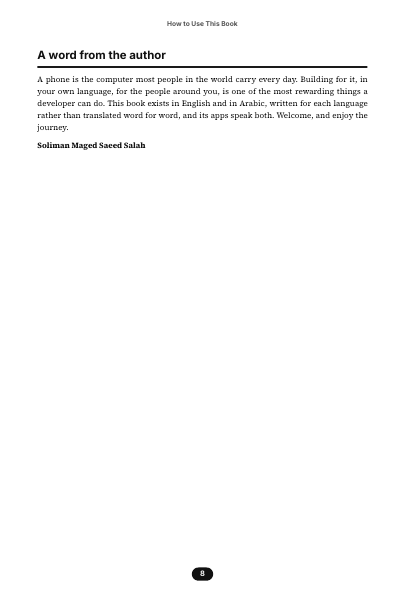 How to Use This Book
A word from the author
A phone is the computer most people in the world carry every day. Building for it, in
your own language, for the people around you, is one of the most rewarding things a
developer can do. This book exists in English and in Arabic, written for each language
rather than translated word for word, and its apps speak both. Welcome, and enjoy the
journey.
Soliman Maged Saeed Salah
8